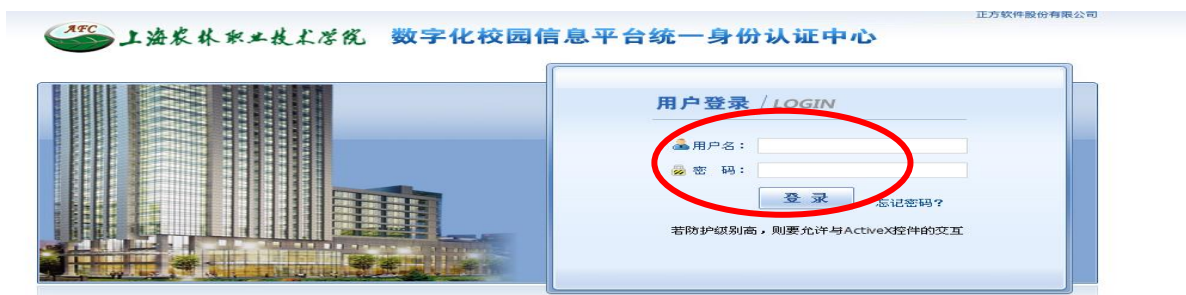 正方软件股份有限公司
AFC
上海农林职业技术学院 数字化校园信息平台统一身份认证中心
用户登录 / LOGIN
用户名：
密 码：
登 录 忘记密码?
若防护级别高，则要允许与ActiveX控件的交互